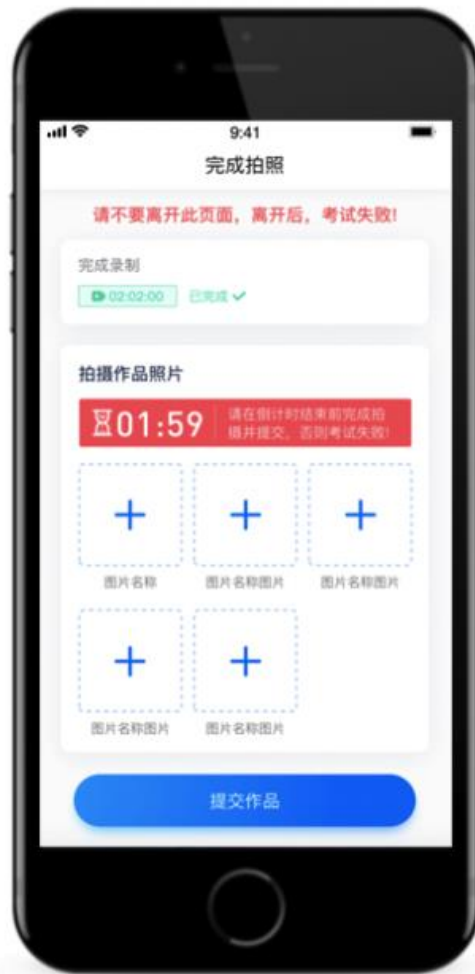 9:41
完成拍照
请不要离开此页面，离开后，考试失败!
完成录制
02:02:00 已完成
拍摄作品照片
01:59 请在倒计时结束前完成拍
摄并提交，否则考试失败!
图片名称 图片名称图片 图片名称图片
图片名称图片 图片名称图片
提交作品